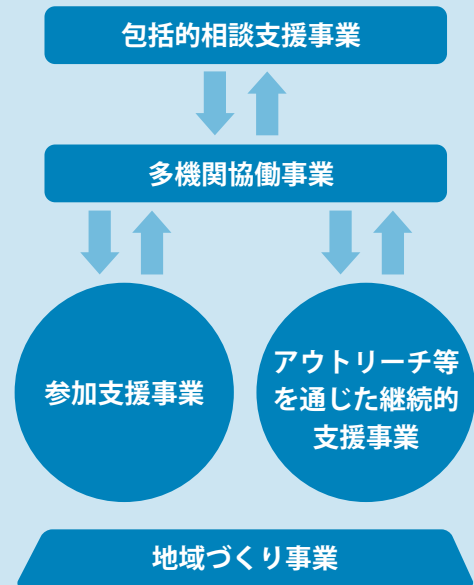 包括的相談支援事業
多機関協働事業
参加支援事業
アウトリーチ等
を通じた継続的
支援事業
地域づくり事業